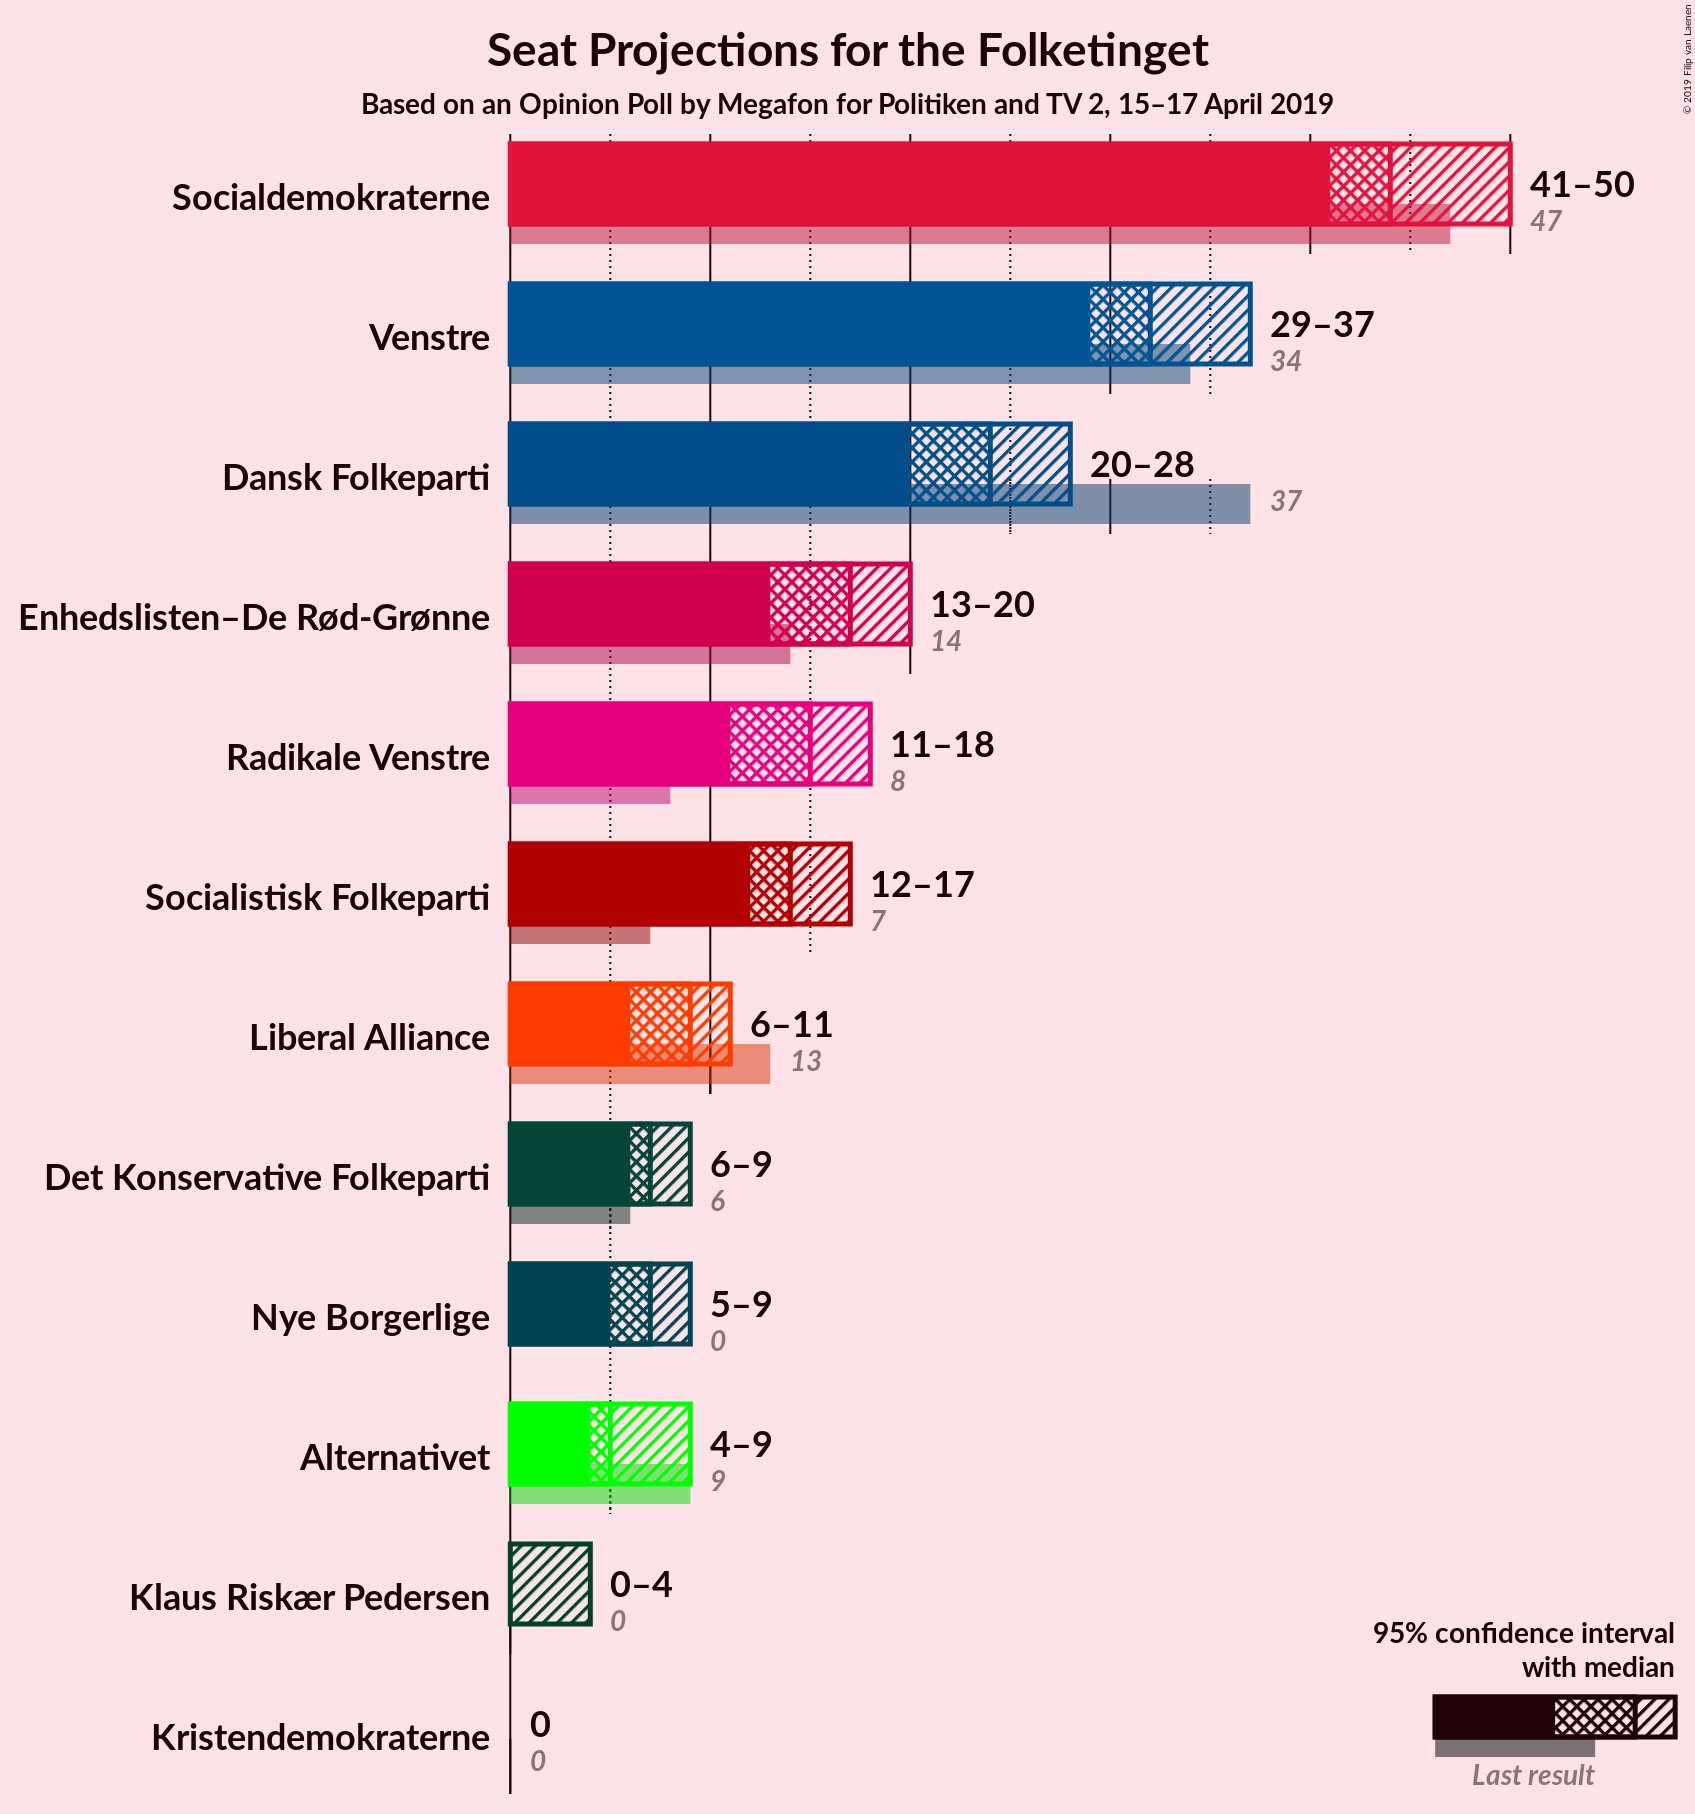 © 2019 Filip van Laenen
Seat Projections for the Folketinget
Based on an Opinion Poll by Megafon for Politiken and TV 2, 15–17 April 2019
Socialdemokraterne
41–50
47
Venstre
29–37
34
Dansk Folkeparti
20–28
37
Enhedslisten–De Rød-Grønne
13–20
14
Radikale Venstre
11–18
8
Socialistisk Folkeparti
12–17
7
Liberal Alliance
6–11
13
Det Konservative Folkeparti
6–9
6
Nye Borgerlige
5–9
0
Alternativet
4–9
9
Klaus Riskær Pedersen
0–4
0
Kristendemokraterne
0
0
95% confidence interval
with median
Last result